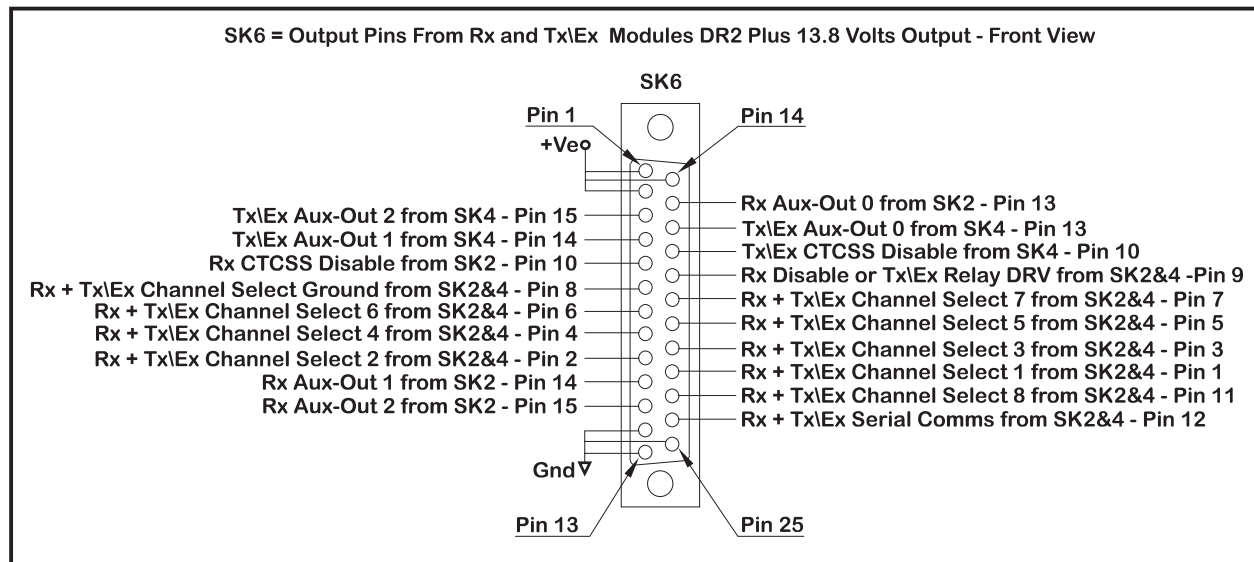 SK6 = Output Pins From Rx and Tx\Ex Modules DR2 Plus 13.8 Volts Output - Front View
SK6
Pin 1
Pin 14
+Ve
Tx\Ex Aux-Out 2 from SK4 - Pin 15
Tx\Ex Aux-Out 1 from SK4 - Pin 14
Rx CTCSS Disable from SK2 - Pin 10
Rx + Tx\Ex Channel Select Ground from SK2&4 - Pin 8
Rx + Tx\Ex Channel Select 6 from SK2&4 - Pin 6
Rx + Tx\Ex Channel Select 4 from SK2&4 - Pin 4
Rx + Tx\Ex Channel Select 2 from SK2&4 - Pin 2
Rx Aux-Out 1 from SK2 - Pin 14
Rx Aux-Out 2 from SK2 - Pin 15
Gnd
Rx Aux-Out 0 from SK2 - Pin 13
Tx\Ex Aux-Out 0 from SK4 - Pin 13
Tx\Ex CTCSS Disable from SK4 - Pin 10
Rx Disable or Tx\Ex Relay DRV from SK2&4 -Pin 9
Rx + Tx\Ex Channel Select 7 from SK2&4 - Pin 7
Rx + Tx\Ex Channel Select 5 from SK2&4 - Pin 5
Rx + Tx\Ex Channel Select 3 from SK2&4 - Pin 3
Rx + Tx\Ex Channel Select 1 from SK2&4 - Pin 1
Rx + Tx\Ex Channel Select 8 from SK2&4 - Pin 11
Rx + Tx\Ex Serial Comms from SK2&4 - Pin 12
Pin 13
Pin 25